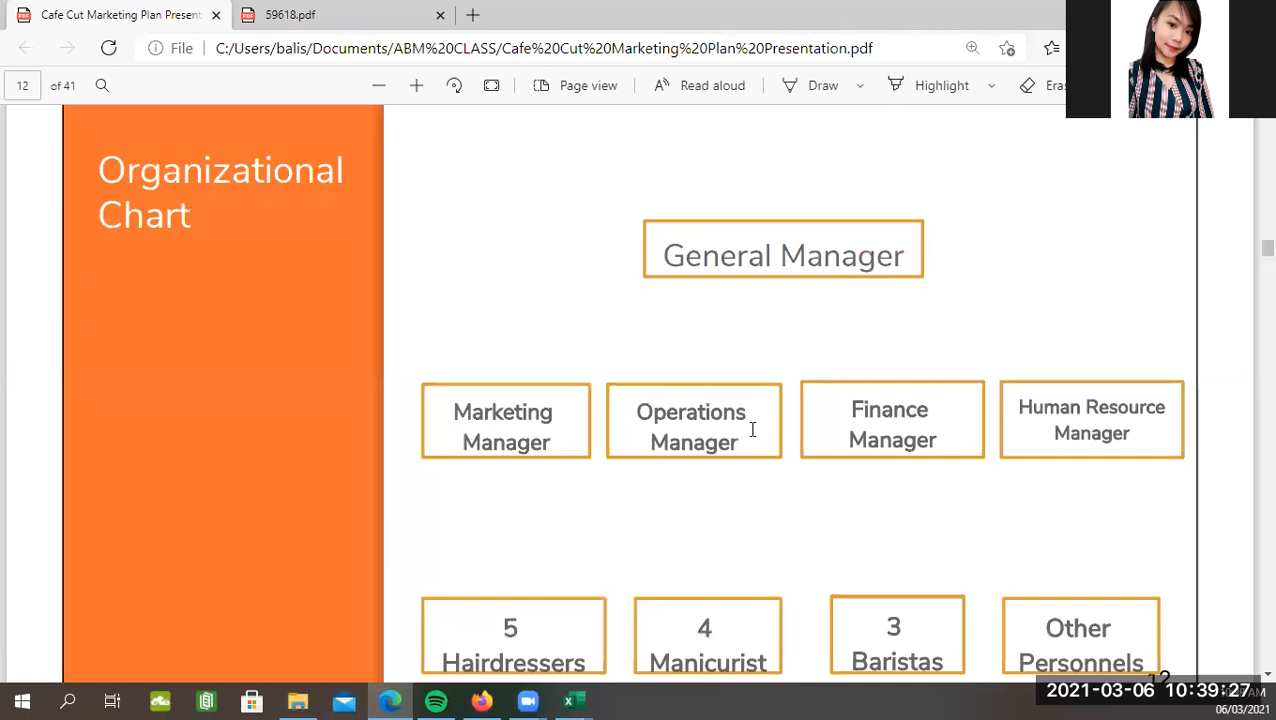 Cafe Cut Marketing Plan Present
59618.pdf
File
C:/Users/balis/Documents/ABM%20CLASS/Cafe%20Cut%20Marketing%20Plan%20Presentation.pdf
12 of 41
Page view
Read aloud
Draw
Highlight
Era
Organizational
Chart
General Manager
Marketing
Manager
Operations
Manager
Finance
Manager
Human Resource
Manager
5
Hairdressers
4
Manicurist
3
Baristas
Other
Personnels
12
2021-03-06 10:39:27
06/03/2021